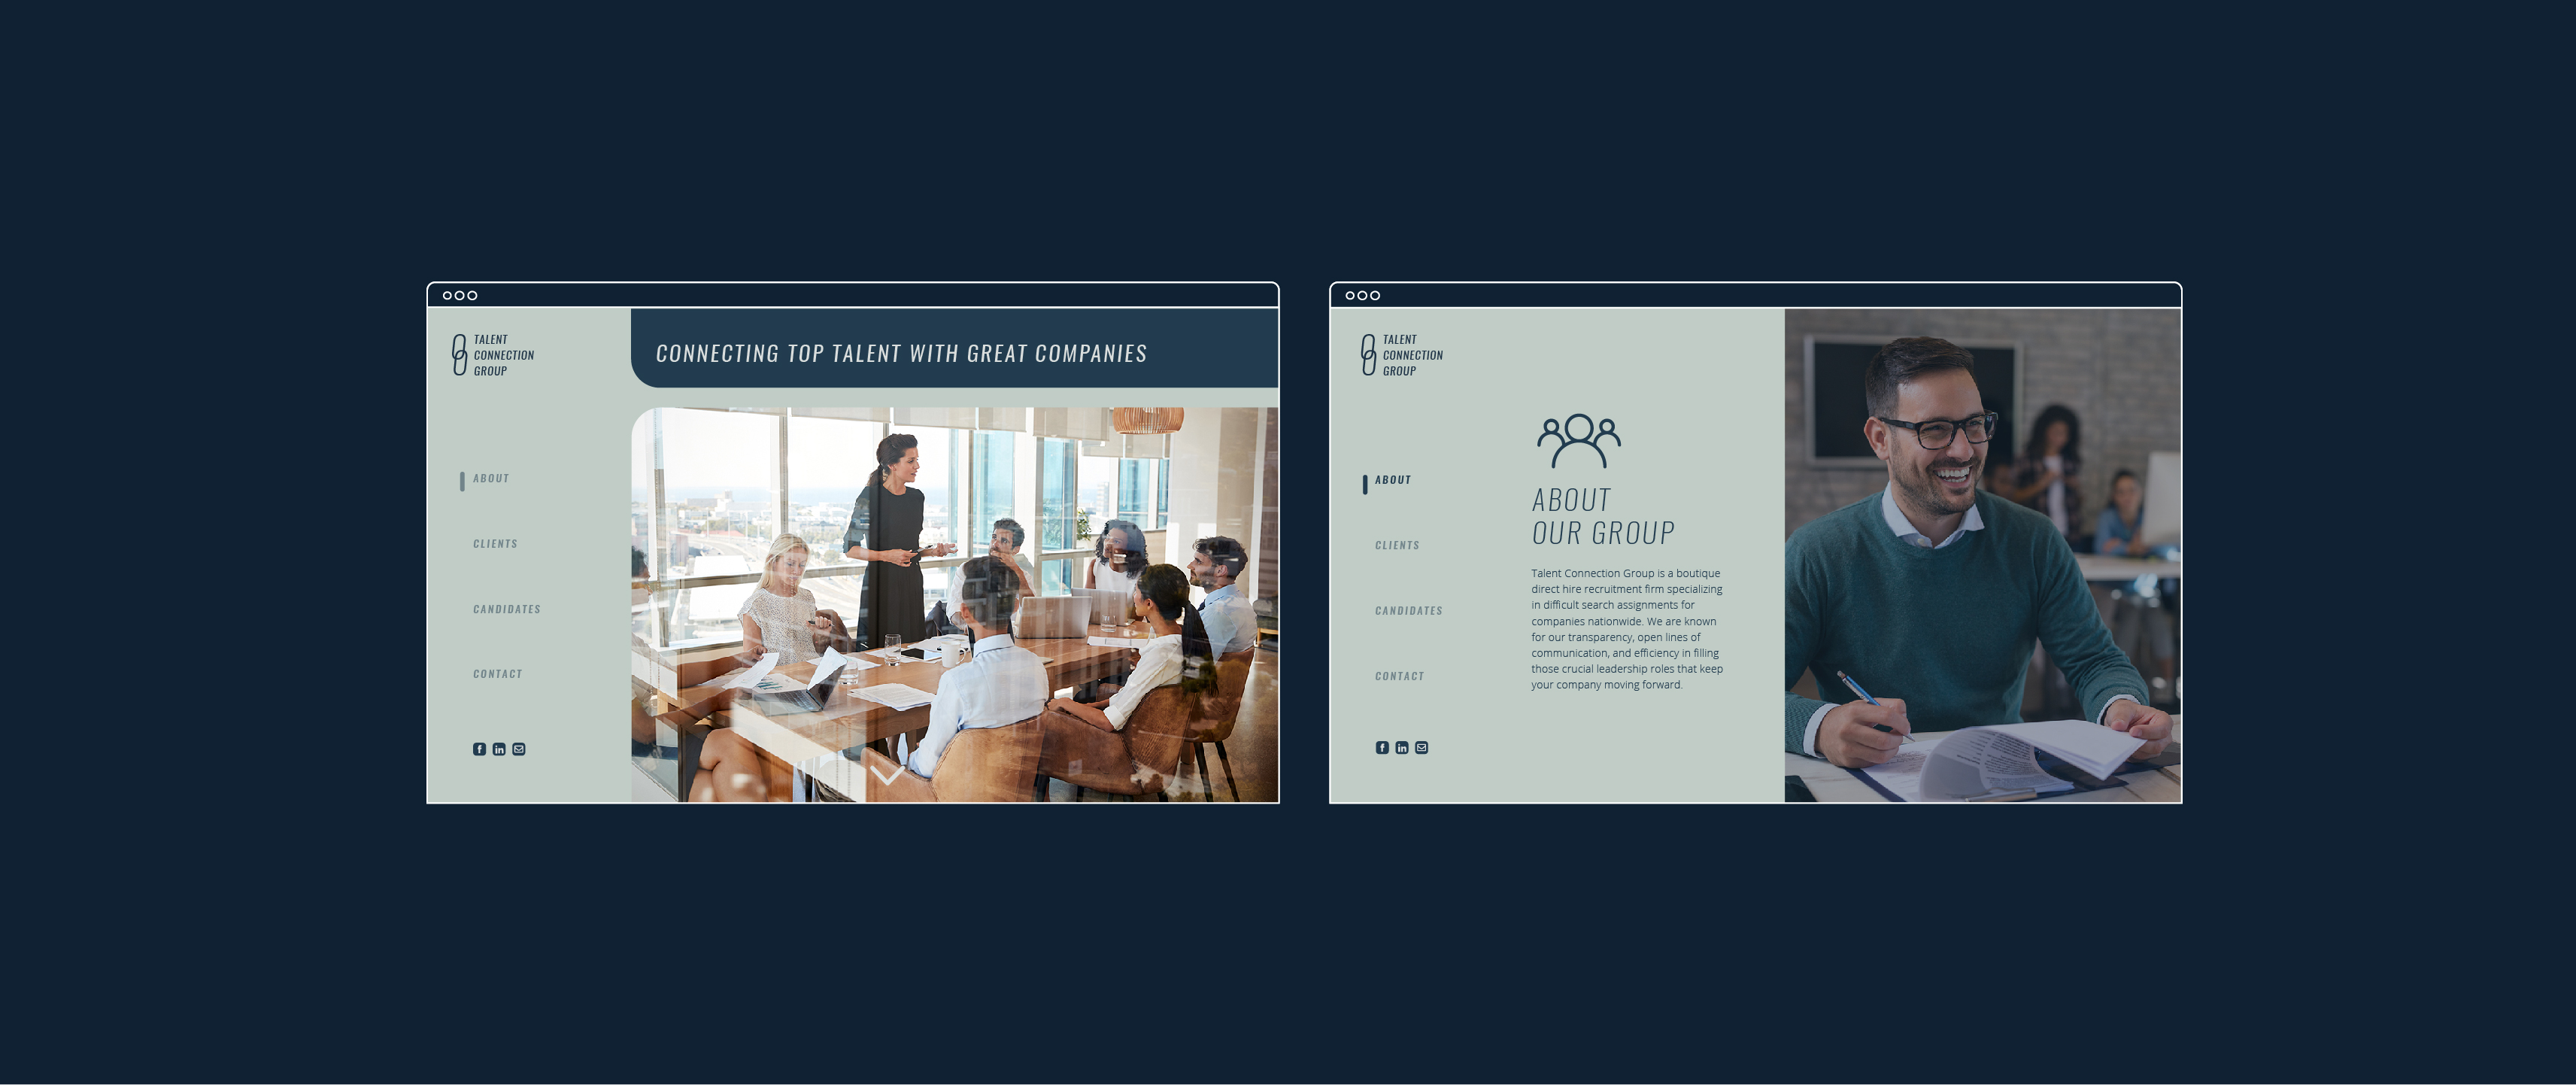 TALENT
CONNECTION
GROUP
CONNECTING TOP TALENT WITH GREAT COMPANIES
ABOUT
CLIENTS
CANDIDATES
CONTACT
f in
TALENT
CONNECTION
GROUP
ABOUT
CLIENTS
CANDIDATES
CONTACT
f in
ABOUT
OUR GROUP
Talent Connection Group is a boutique
direct hire recruitment firm specializing
in difficult search assignments for
companies nationwide. We are known
for our transparency, open lines of
communication, and efficiency in filling
those crucial leadership roles that keep
your company moving forward.